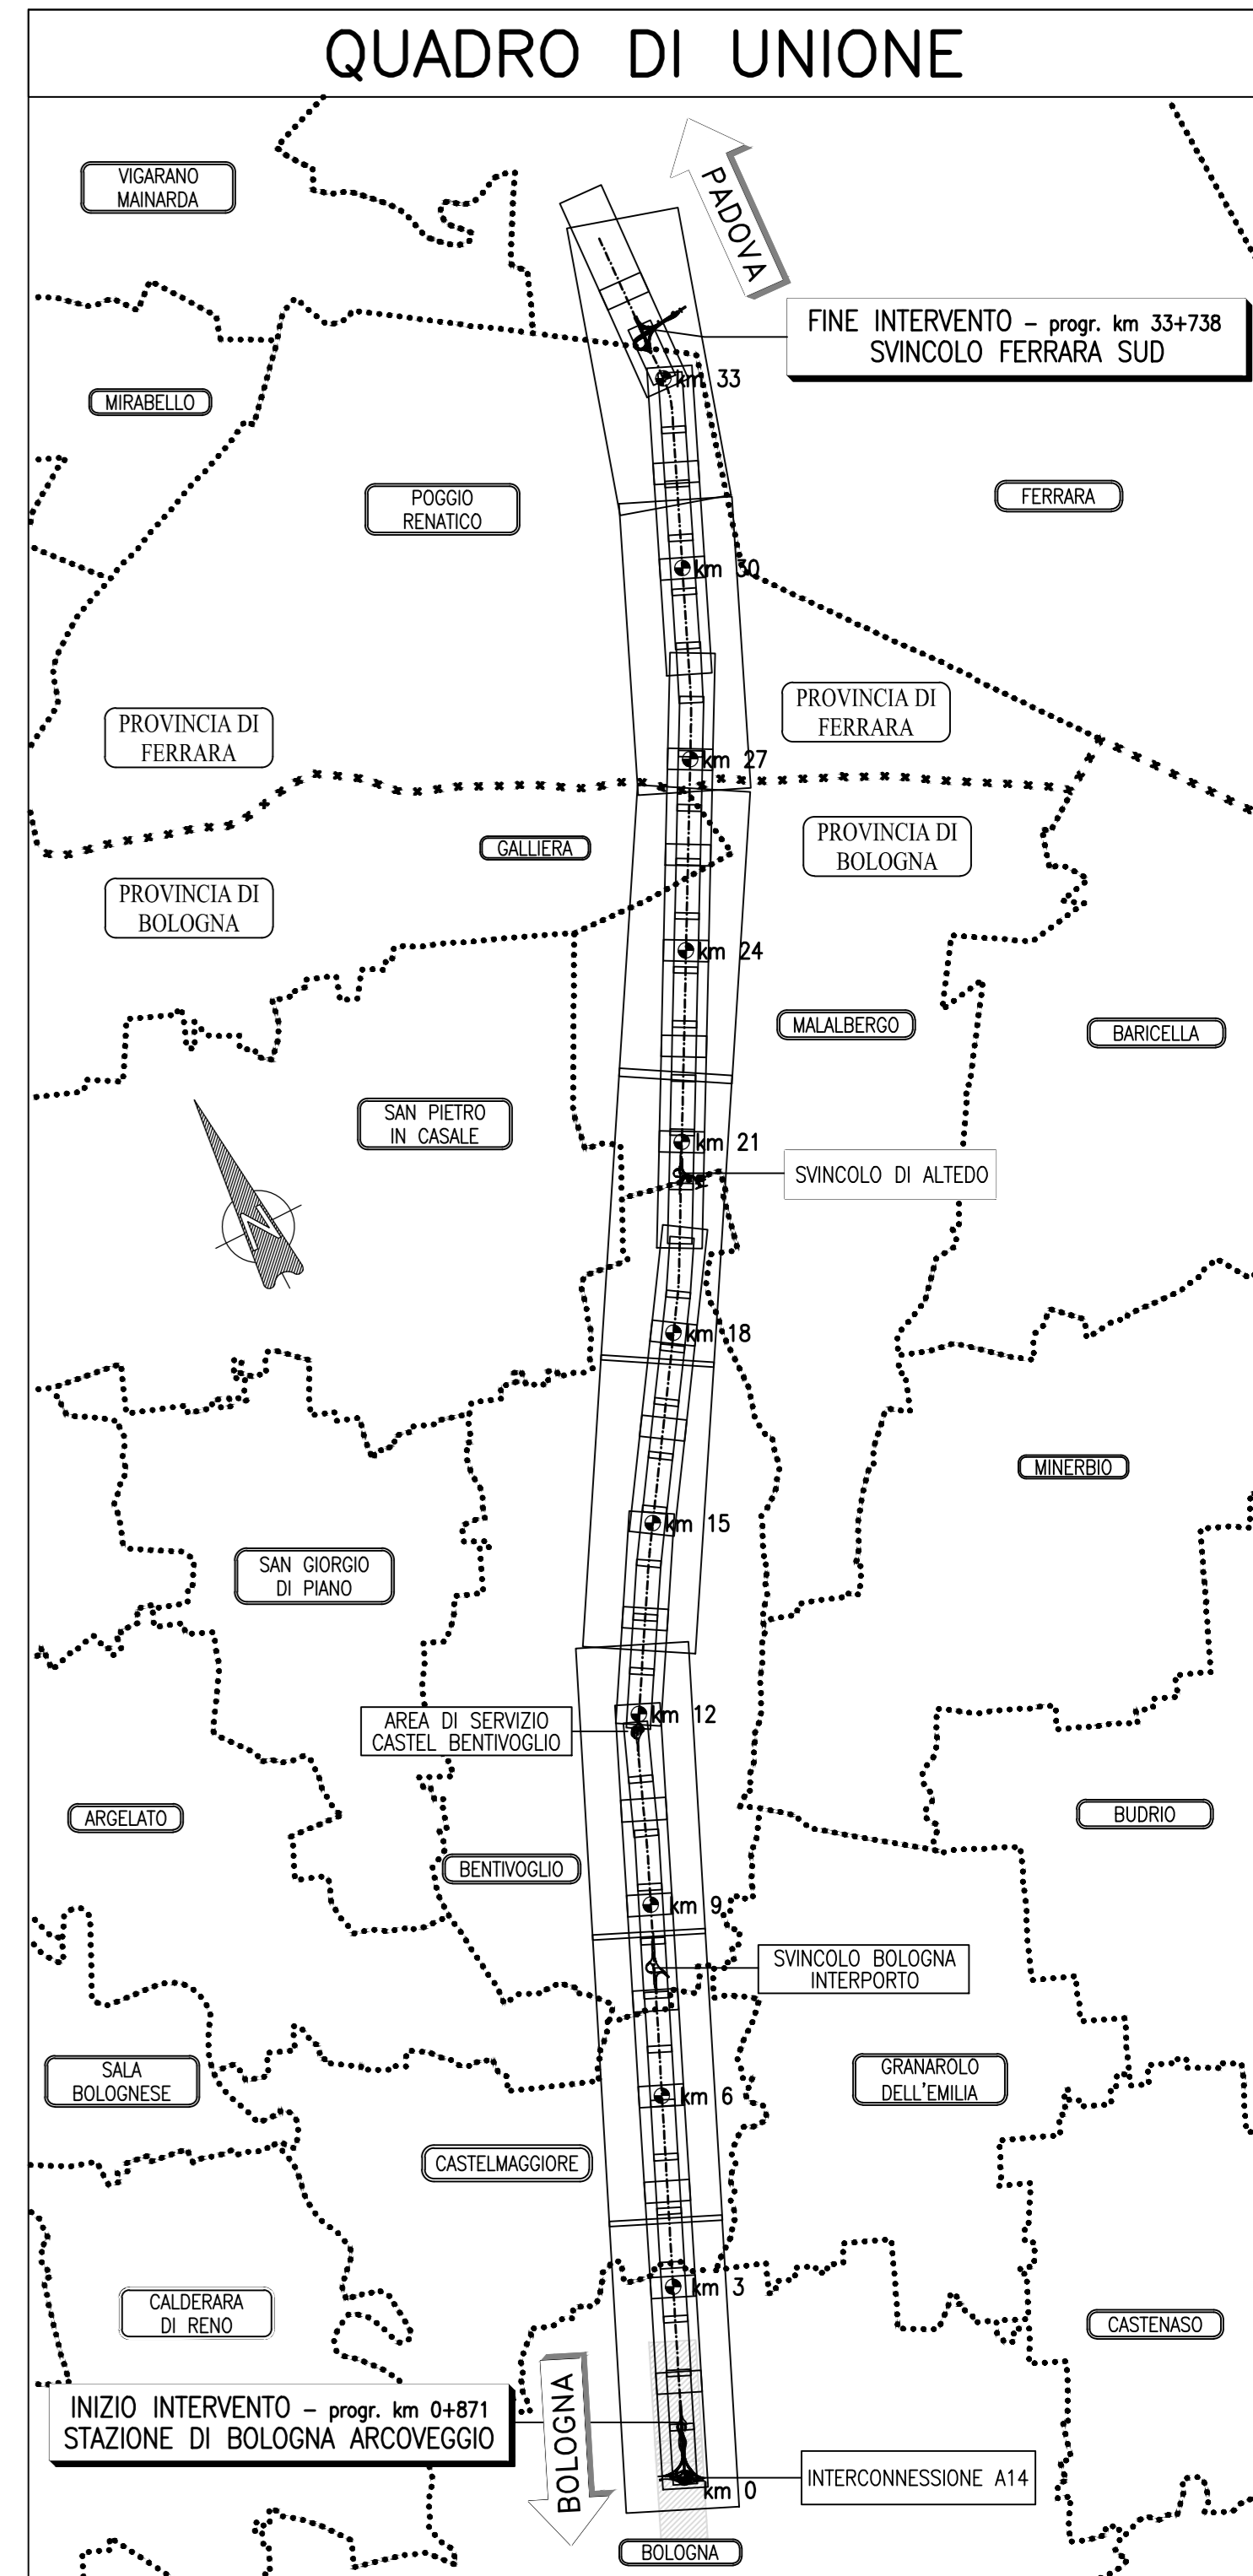 QUADRO DI UNIONE
VIGARANO
MAINARDA
PADOVA
FINE INTERVENTO – progr. km 33+738
SVINCOLO FERRARA SUD
km 33
MIRABELLO
POGGIO
RENATICO
FERRARA
km 30
PROVINCIA DI
FERRARA
PROVINCIA DI
FERRARA
km 27
GALLIERA
PROVINCIA DI
BOLOGNA
PROVINCIA DI
BOLOGNA
km 24
MALALBERGO
BARICELLA
SAN PIETRO
IN CASALE
km 21
SVINCOLO DI ALTEDO
N
km 18
MINERBIO
km 15
SAN GIORGIO
DI PIANO
km 12
AREA DI SERVIZIO
CASTEL BENTIVOGLIO
ARGELATO
BUDRIO
BENTIVOGLIO
km 9
SVINCOLO BOLOGNA
INTERPORTO
SALA
BOLOGNESE
GRANAROLO
DELL'EMILIA
km 6
CASTELMAGGIORE
km 3
CALDERARA
DI RENO
CASTENASO
INIZIO INTERVENTO – progr. km 0+871
STAZIONE DI BOLOGNA ARCOVEGGIO
BOLOGNA
INTERCONNESSIONE A14
km 0
BOLOGNA